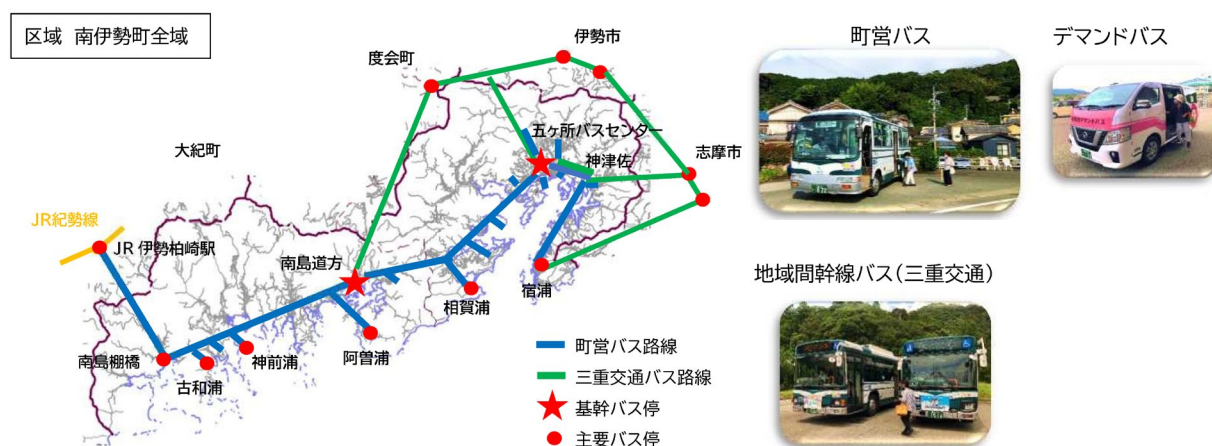 区域 南伊勢町全域
伊勢市
度会町
五ヶ所バスセンター
神津佐
志摩市
大紀町
JR紀勢線
JR 伊勢柏崎駅
南島道方
宿浦
相賀浦
阿曽浦
南島棚橋
神前浦
古和浦
町営バス路線
三重交通バス路線
基幹バス停
主要バス停
町営バス
デマンドバス
地域間幹線バス(三重交通)